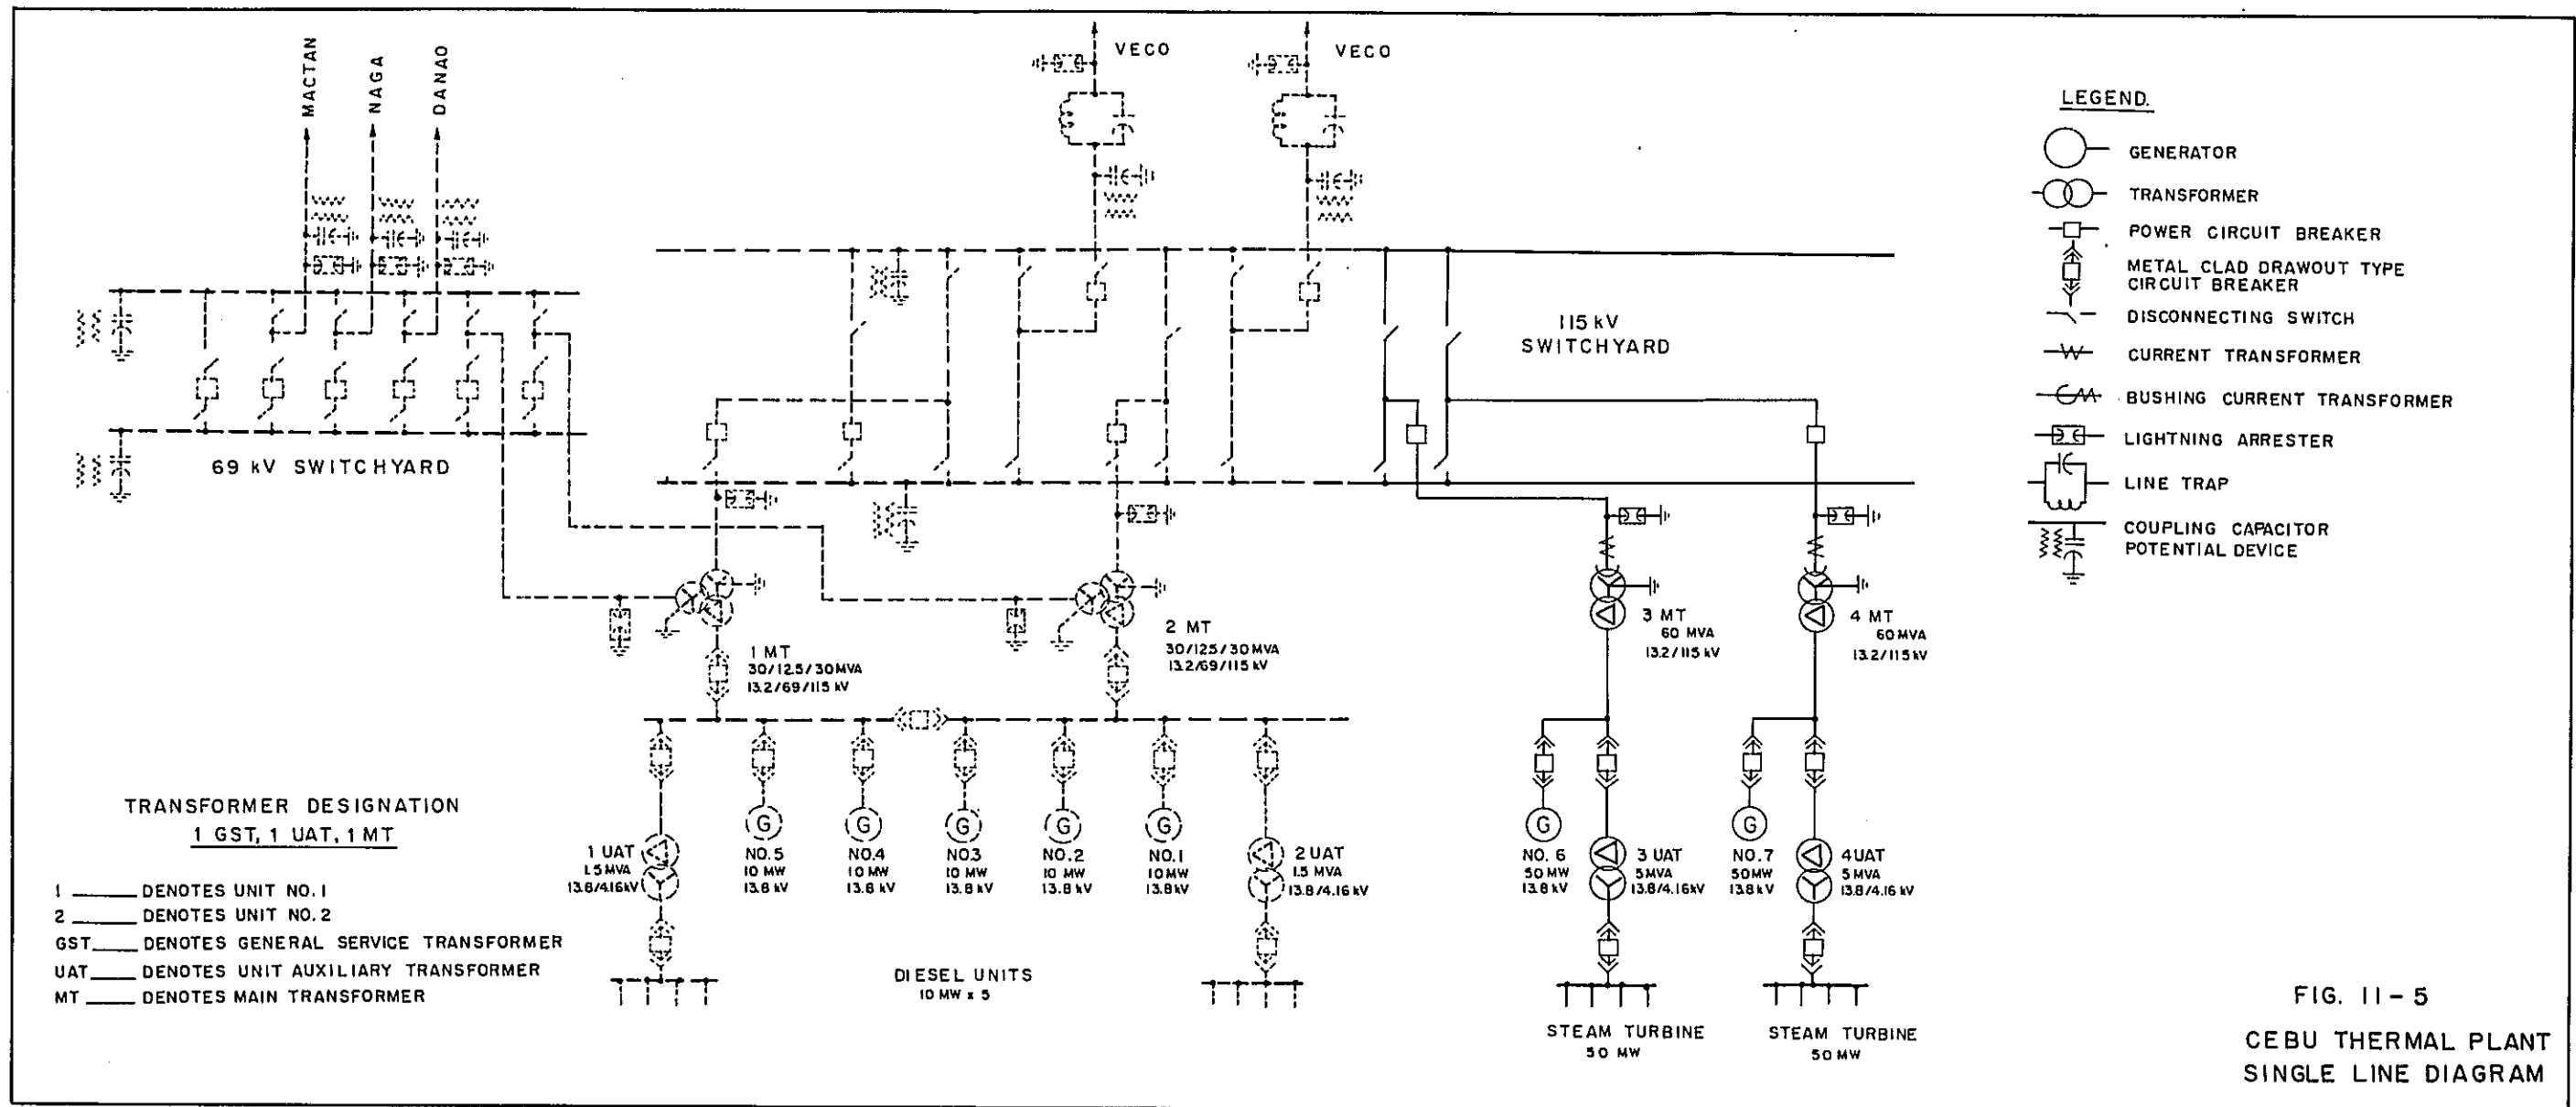 MACTAN
NAGA
DANAO
VECO
VECO
69 kV SWITCHYARD
115 kV
SWITCHYARD
1 MT
30/12.5/30 MVA
13.2/69/115 kV
2 MT
30/125/30 MVA
13.2/69/115 kV
3 MT
60 MVA
13.2/115 kV
4 MT
60 MVA
13.2/115 kV
1 UAT
1.5 MVA
13.8/4.16 kV
G
NO. 5
10 MW
13.8 kV
G
NO. 4
10 MW
13.8 kV
G
NO.3
10 MW
13.8 kV
G
NO. 2
10 MW
13.8 kV
G
NO. 1
10 MW
13.8 kV
2 UAT
1.5 MVA
13.8/4.16 kV
G
NO. 6
50 MW
13.8 kV
3 UAT
5 MVA
13.8/4.16 kV
G
NO. 7
50 MW
13.8 kV
4 UAT
5 MVA
13.8/4.16 kV
DIESEL UNITS
10 MW x 5
STEAM TURBINE
50 MW
STEAM TURBINE
50 MW
TRANSFORMER DESIGNATION
1 GST, 1 UAT, 1 MT
1 ____ DENOTES UNIT NO. 1
2 ____ DENOTES UNIT NO. 2
GST ____ DENOTES GENERAL SERVICE TRANSFORMER
UAT ____ DENOTES UNIT AUXILIARY TRANSFORMER
MT ____ DENOTES MAIN TRANSFORMER
LEGEND.
GENERATOR
TRANSFORMER
POWER CIRCUIT BREAKER
METAL CLAD DRAWOUT TYPE
CIRCUIT BREAKER
DISCONNECTING SWITCH
CURRENT TRANSFORMER
BUSHING CURRENT TRANSFORMER
LIGHTNING ARRESTER
LINE TRAP
COUPLING CAPACITOR
POTENTIAL DEVICE
FIG. 11-5
CEBU THERMAL PLANT
SINGLE LINE DIAGRAM